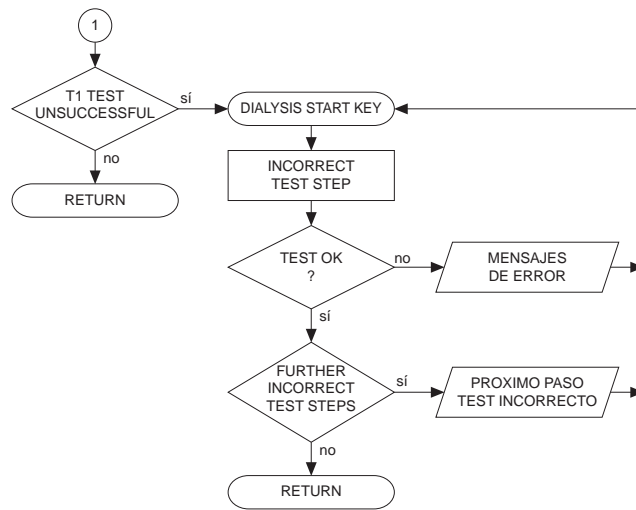 1
T1 TEST
UNSUCCESSFUL
sí
DIALYSIS START KEY
no
RETURN
INCORRECT
TEST STEP
TEST OK
?
no
MENSAJES
DE ERROR
sí
FURTHER
INCORRECT
TEST STEPS
sí
PROXIMO PASO
TEST INCORRECTO
no
RETURN